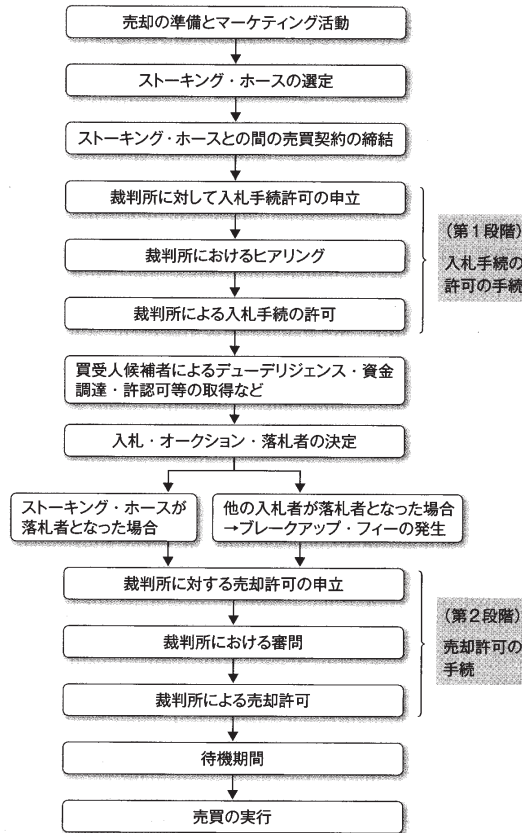 売却の準備とマーケティング活動
ストーキング・ホースの選定
ストーキング・ホースとの間の売買契約の締結
裁判所に対して入札手続許可の申立
裁判所におけるヒアリング
裁判所による入札手続の許可
(第1段階)
入札手続の
許可の手続
買受人候補者によるデューデリジェンス・資金
調達・許認可等の取得など
入札・オークション・落札者の決定
ストーキング・ホースが
落札者となった場合
他の入札者が落札者となった場合
→ブレークアップ・フィーの発生
裁判所に対する売却許可の申立
裁判所における審問
裁判所による売却許可
(第2段階)
売却許可の
手続
待機期間
売買の実行